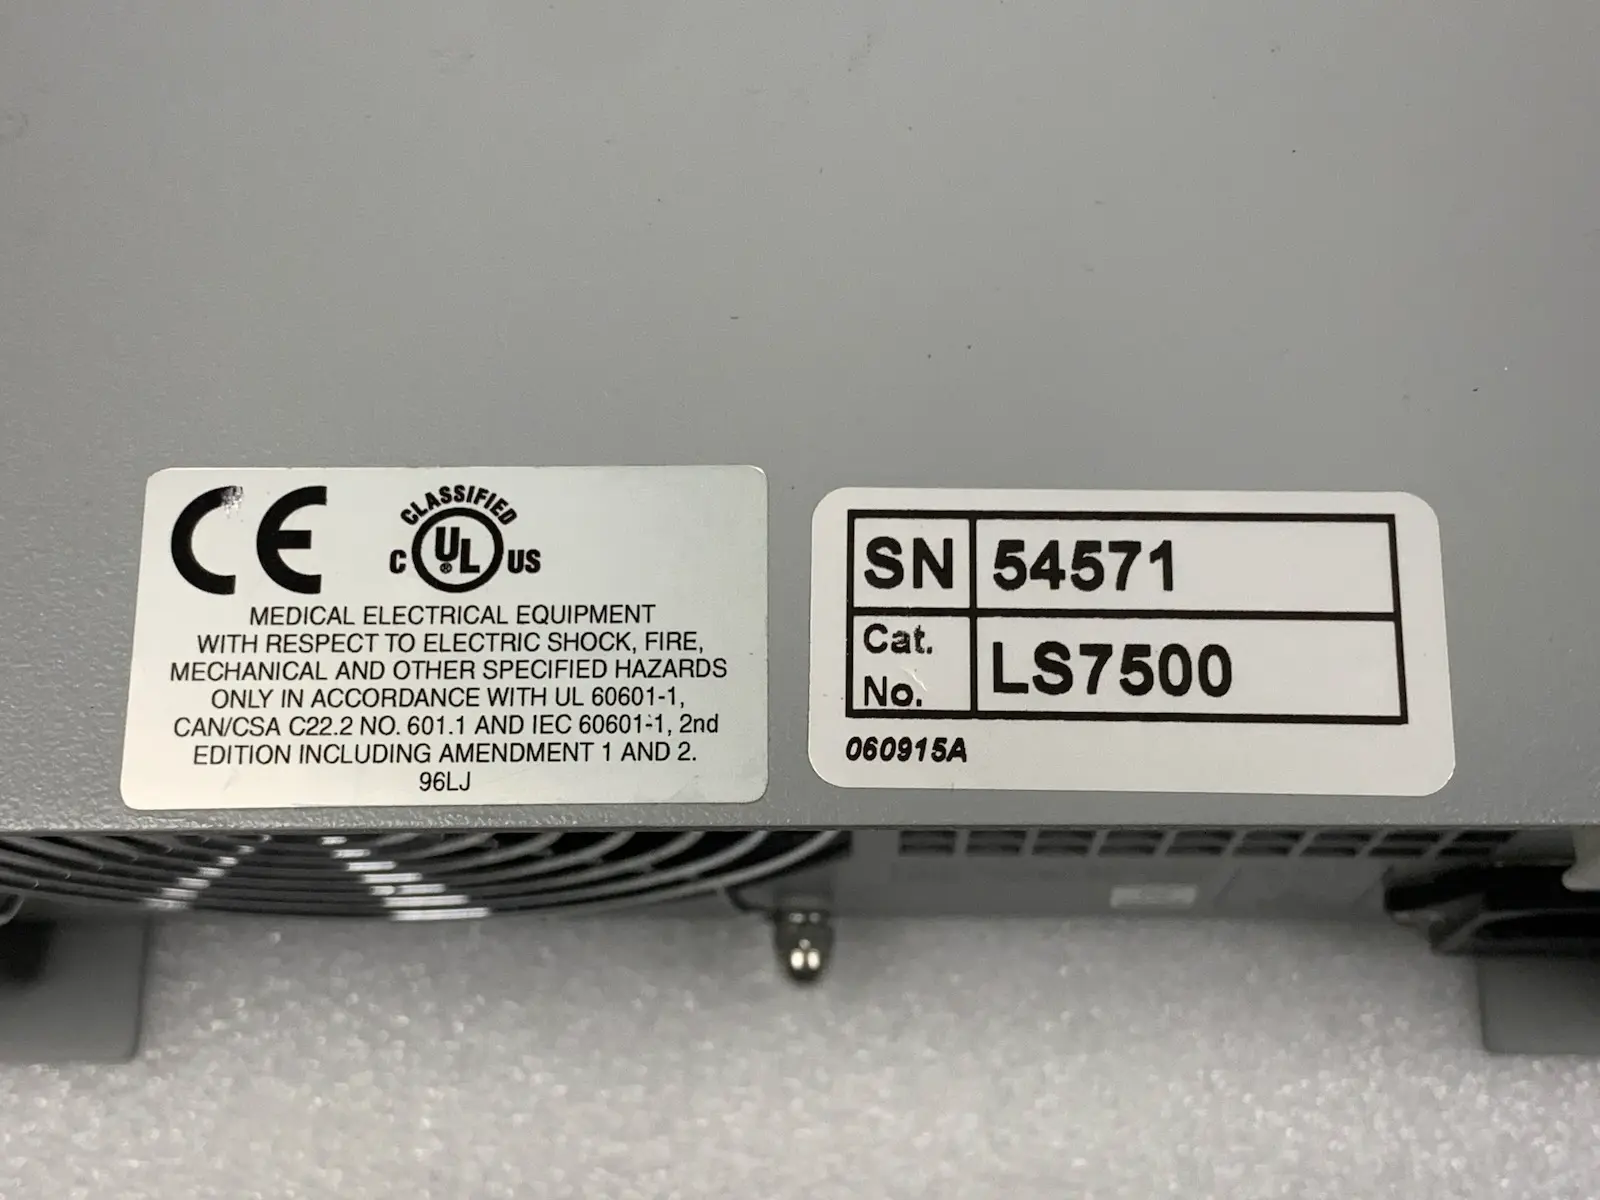 CE
CLASSIFIED
C UL® US
MEDICAL ELECTRICAL EQUIPMENT
WITH RESPECT TO ELECTRIC SHOCK, FIRE,
MECHANICAL AND OTHER SPECIFIED HAZARDS
ONLY IN ACCORDANCE WITH UL 60601-1,
CAN/CSA C22.2 NO. 601.1 AND IEC 60601-1, 2nd
EDITION INCLUDING AMENDMENT 1 AND 2.
96LJ
SN 54571
Cat. No. LS7500
060915A